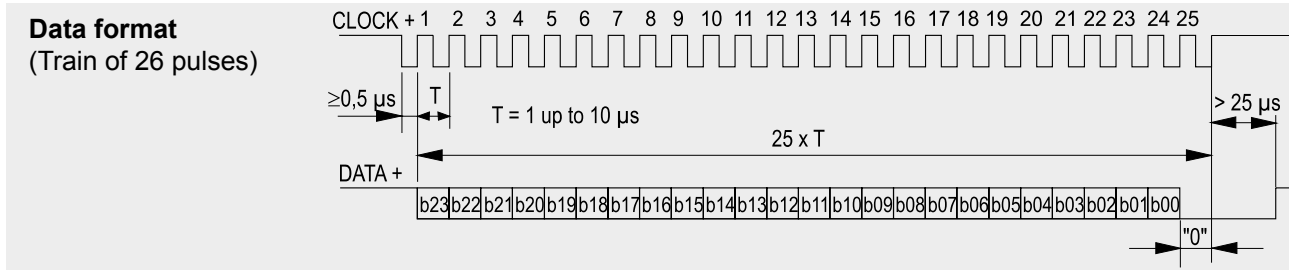 Data format
(Train of 26 pulses)
CLOCK + 1 2 3 4 5 6 7 8 9 10 11 12 13 14 15 16 17 18 19 20 21 22 23 24 25
≥0,5 µs T T = 1 up to 10 µs > 25 µs
25 x T
DATA +
b23 b22 b21 b20 b19 b18 b17 b16 b15 b14 b13 b12 b11 b10 b09 b08 b07 b06 b05 b04 b03 b02 b01 b00
"0"